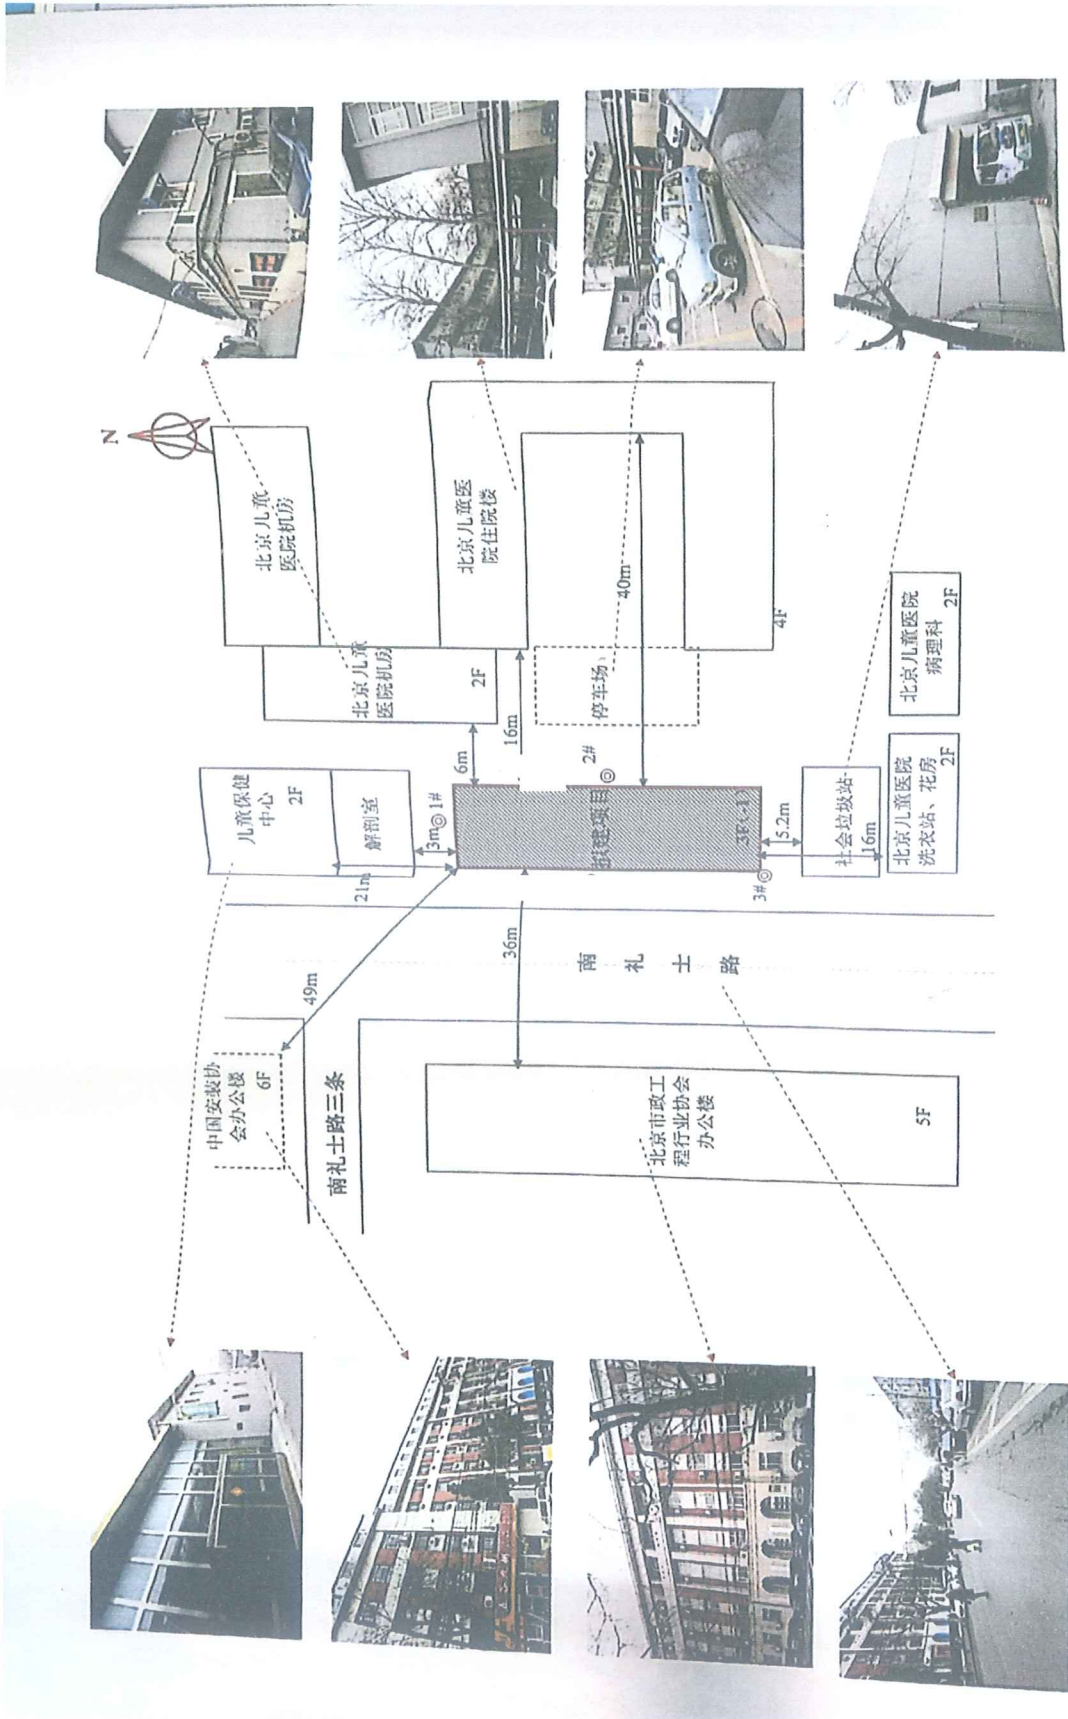 N
北京儿童
医院机房
北京儿童
医院机房
2F
北京儿童医
院住院楼
4F
停车场
40m
16m
6m
儿童保健
中心
2F
解剖室
3m
1#
21m
2#
拟建项目
3F(-1)
3#
5.2m
16m
社会垃圾站
北京儿童医院
洗衣站、花房
2F
北京儿童医院
病理科
2F
36m
49m
南礼士路
中国安装协
会办公楼
6F
南礼士路三条
北京市政工
程行业协会
办公楼
5F